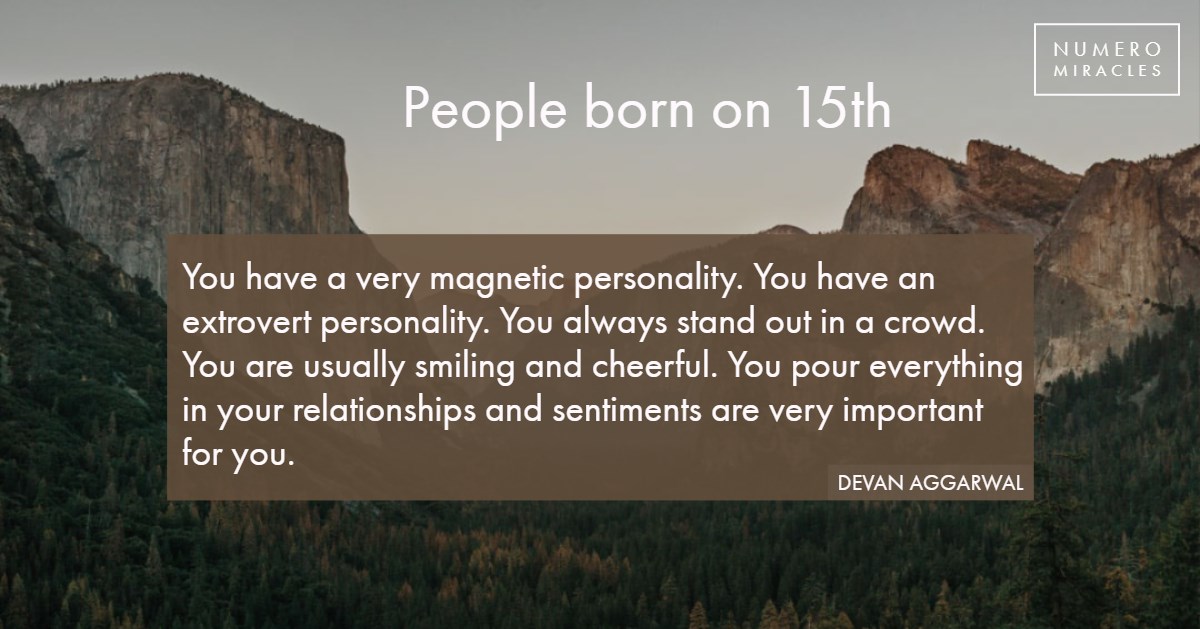 NUMERO
MIRACLES
People born on 15th
You have a very magnetic personality. You have an
extrovert personality. You always stand out in a crowd.
You are usually smiling and cheerful. You pour everything
in your relationships and sentiments are very important
for you.
DEVAN AGGARWAL